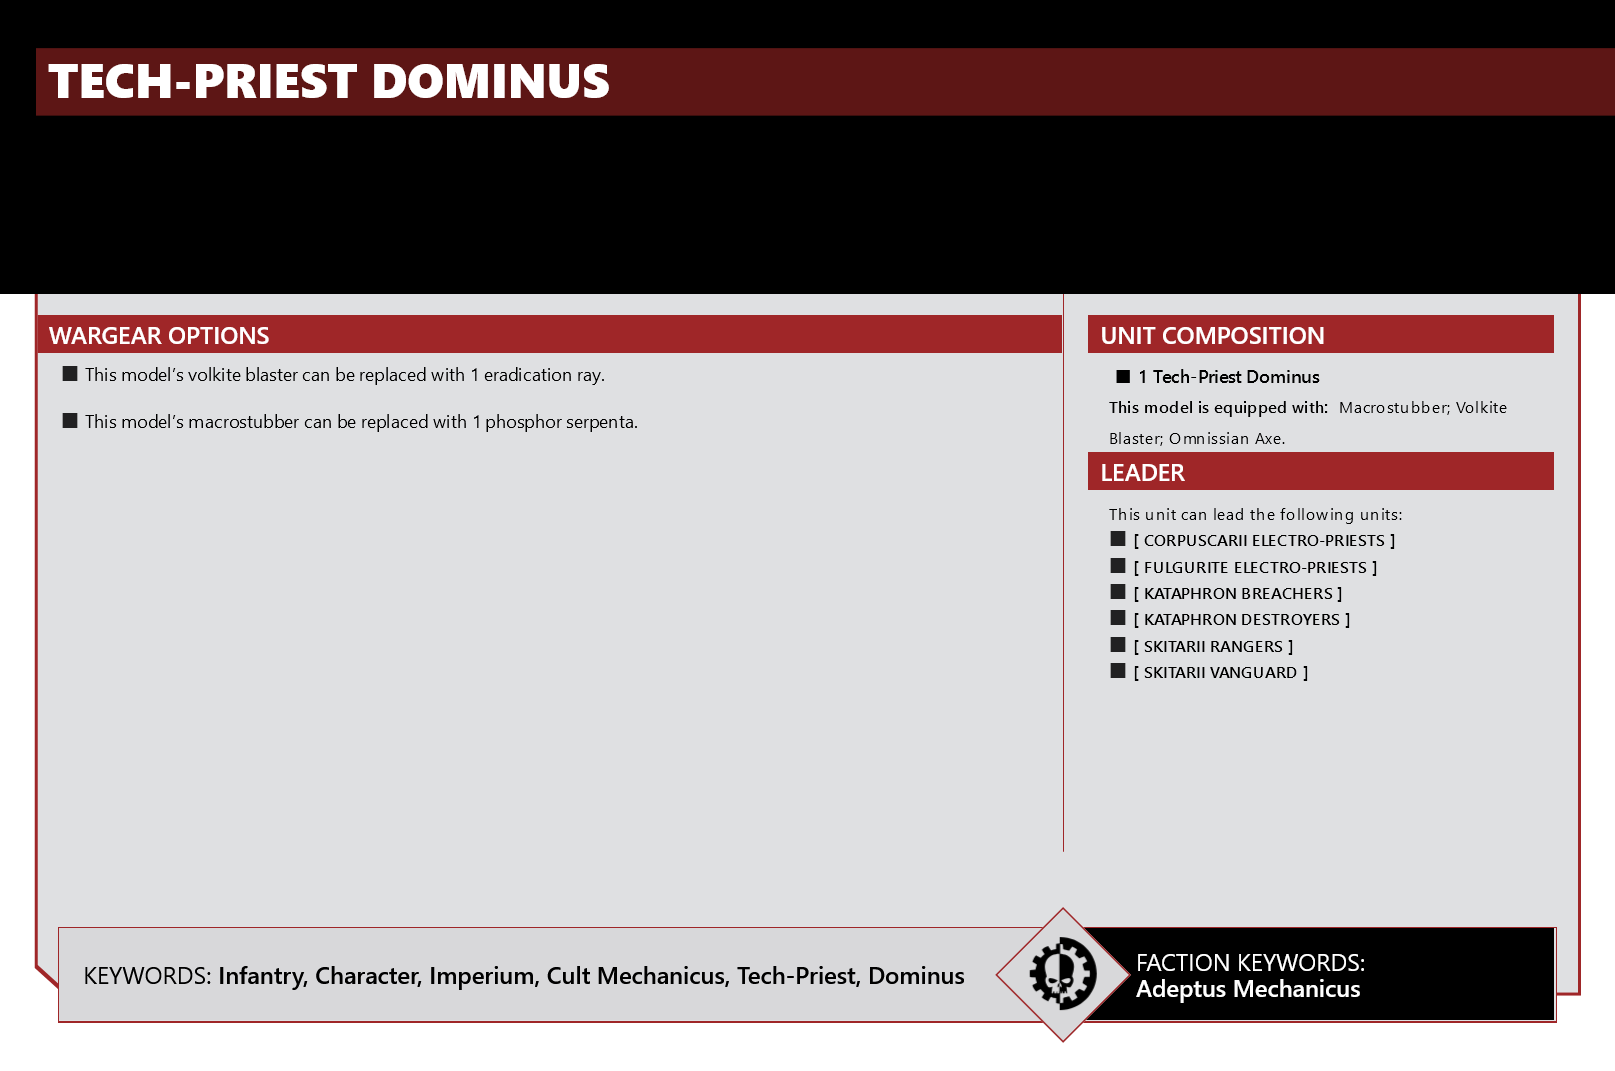 TECH-PRIEST DOMINUS
WARGEAR OPTIONS
■ This model’s volkite blaster can be replaced with 1 eradication ray.
■ This model’s macrostubber can be replaced with 1 phosphor serpenta.
UNIT COMPOSITION
■ 1 Tech-Priest Dominus
This model is equipped with: Macrostubber; Volkite
Blaster; Omnissian Axe.
LEADER
This unit can lead the following units:
■ [ CORPUSCARII ELECTRO-PRIESTS ]
■ [ FULGURITE ELECTRO-PRIESTS ]
■ [ KATAPHRON BREACHERS ]
■ [ KATAPHRON DESTROYERS ]
■ [ SKITARII RANGERS ]
■ [ SKITARII VANGUARD ]
KEYWORDS: Infantry, Character, Imperium, Cult Mechanicus, Tech-Priest, Dominus
FACTION KEYWORDS:
Adeptus Mechanicus